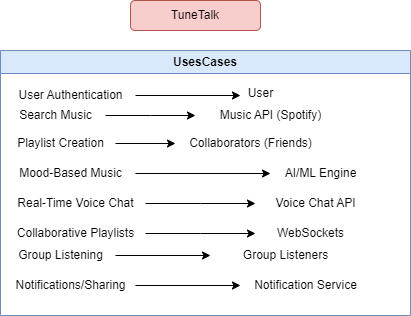 TuneTalk
UsesCases
User Authentication User
Search Music Music API (Spotify)
Playlist Creation Collaborators (Friends)
Mood-Based Music AI/ML Engine
Real-Time Voice Chat Voice Chat API
Collaborative Playlists WebSockets
Group Listening Group Listeners
Notifications/Sharing Notification Service